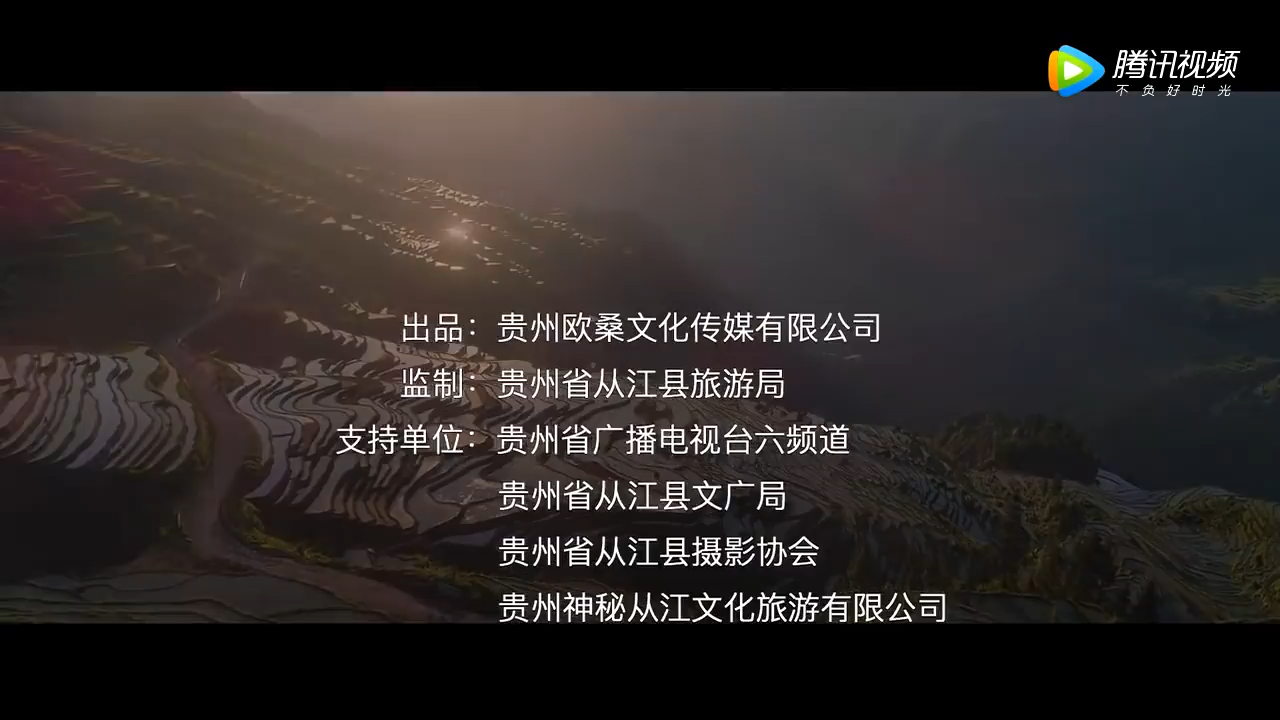 腾讯视频
不负好时光
出品：贵州欧桑文化传媒有限公司
监制：贵州省从江县旅游局
支持单位：贵州省广播电视台六频道
贵州省从江县文广局
贵州省从江县摄影协会
贵州神秘从江文化旅游有限公司